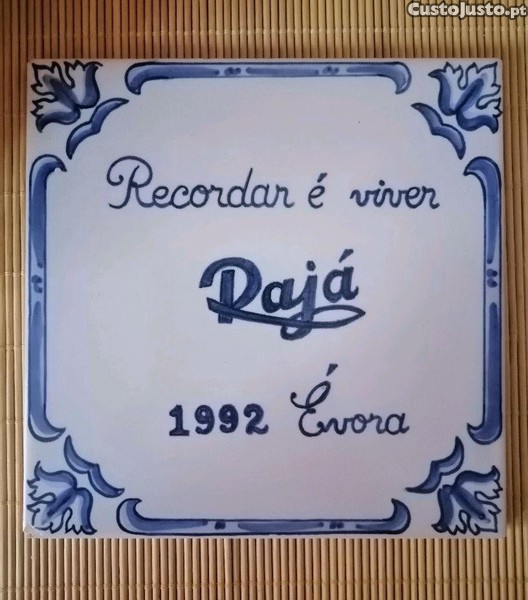 CustoJusto.pt
Recordar é viver
Rajá
1992 Évora